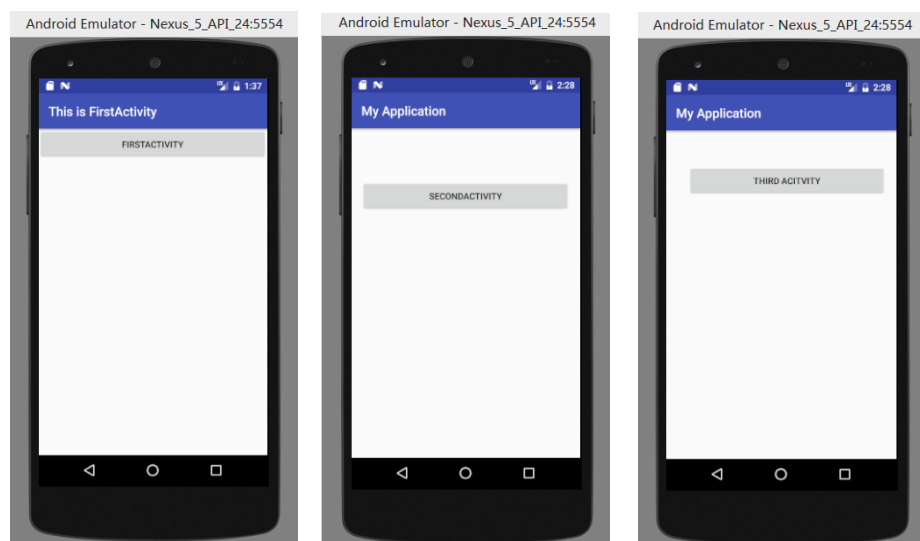 Android Emulator - Nexus_5_API_24:5554
1:37
This is FirstActivity
FIRSTACTIVITY
Android Emulator - Nexus_5_API_24:5554
2:28
My Application
SECONDACTIVITY
Android Emulator - Nexus_5_API_24:5554
2:28
My Application
THIRD ACITVITY